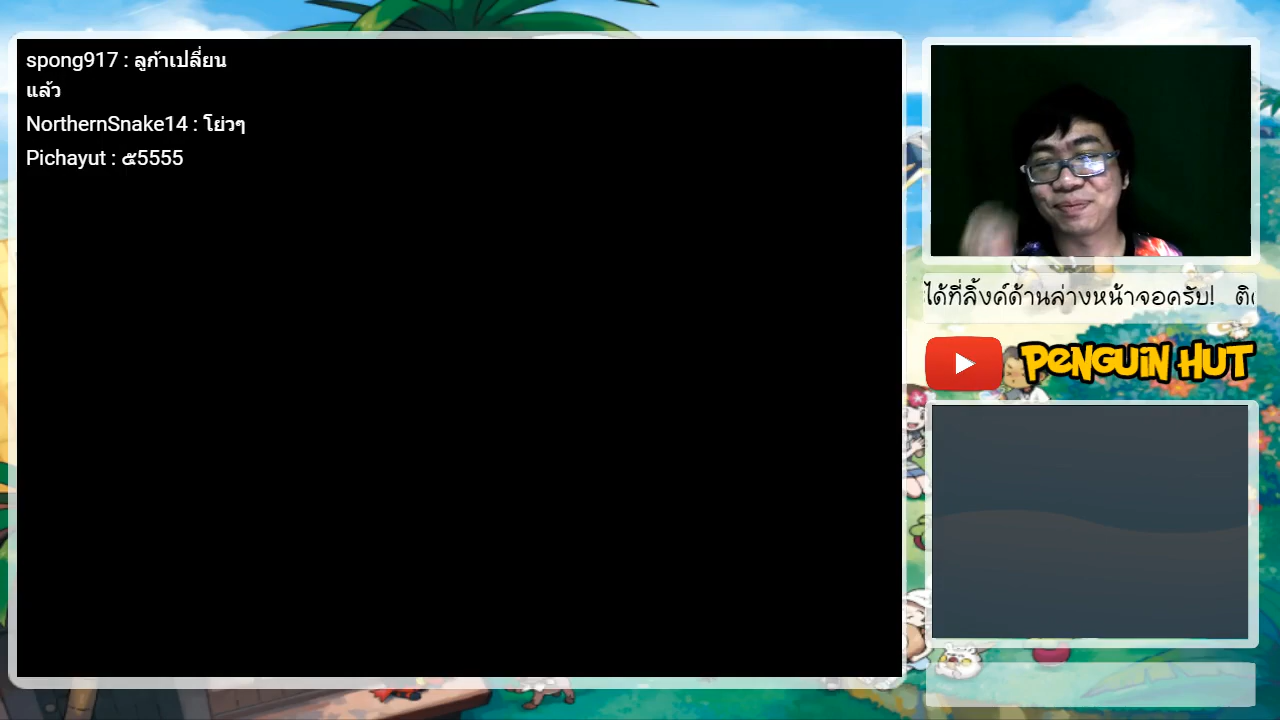 spong917 : ลูก้าเปลี่ยน
แล้ว
NorthernSnake14 : โย่วๆ
Pichayut : ๕5555
ได้ที่ลิ้งค์ด้านล่างหน้าจอครับ!
PENGUIN HUT